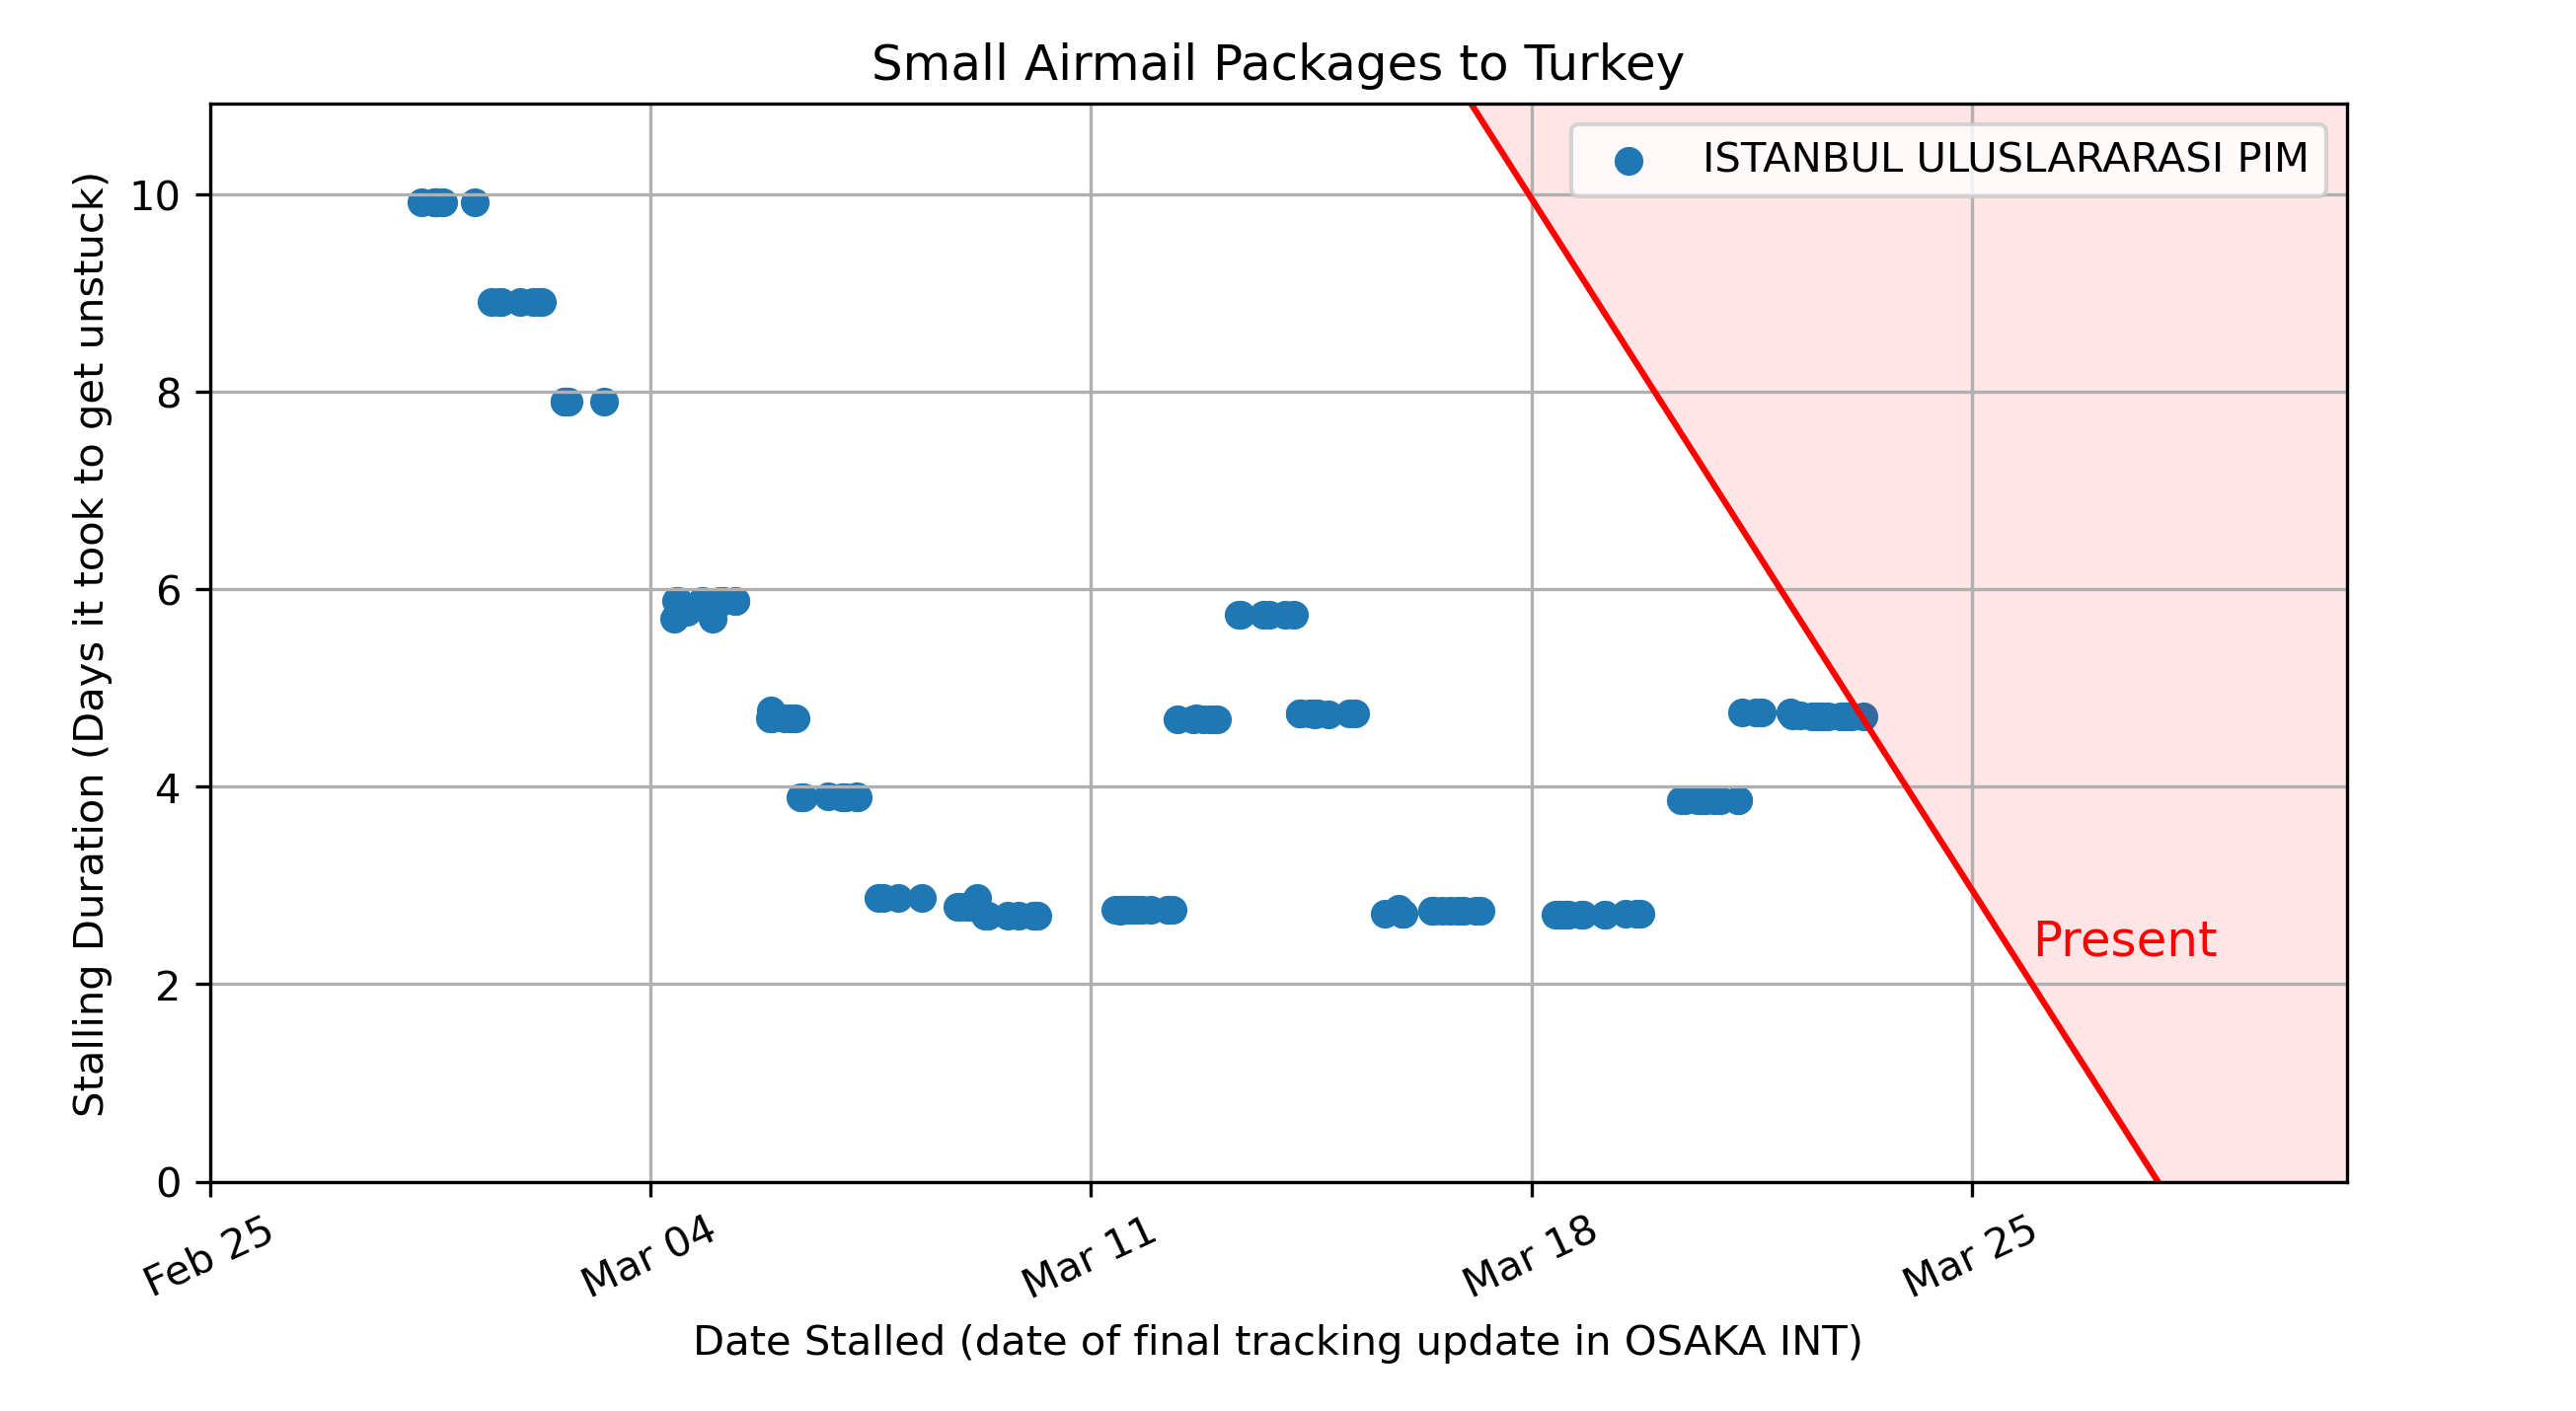 Small Airmail Packages to Turkey
ISTANBUL ULUSLARARASI PIM
Stalling Duration (Days it took to get unstuck)
10
8
6
4
2
0
Present
Feb 25
Mar 04
Mar 11
Mar 18
Mar 25
Date Stalled (date of final tracking update in OSAKA INT)